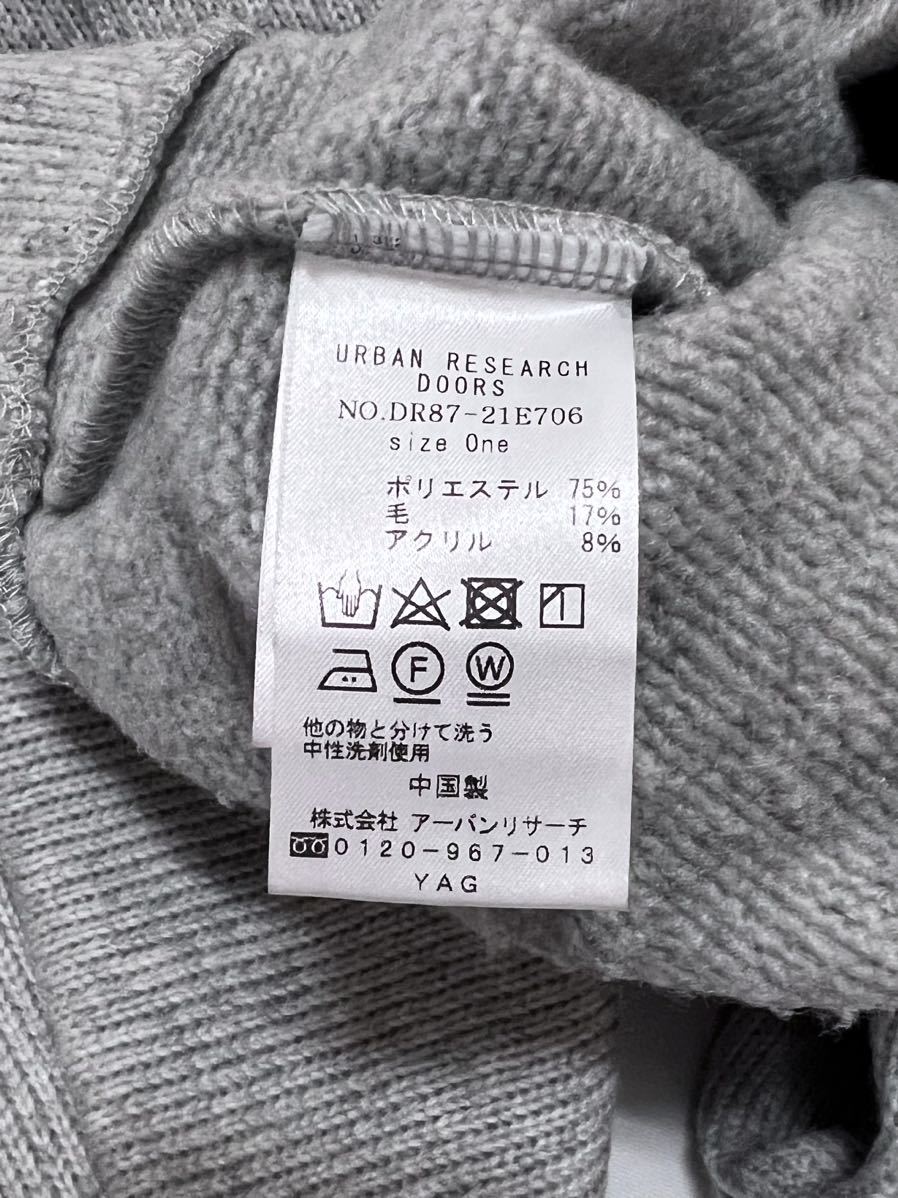 URBAN RESEARCH
DOORS
NO.DR87-21E706
size One
ポリエステル 75%
毛 17%
アクリル 8%
F W
他の物と分けて洗う
中性洗剤使用
中国製
株式会社 アーバンリサーチ
0120-967-013
YAG